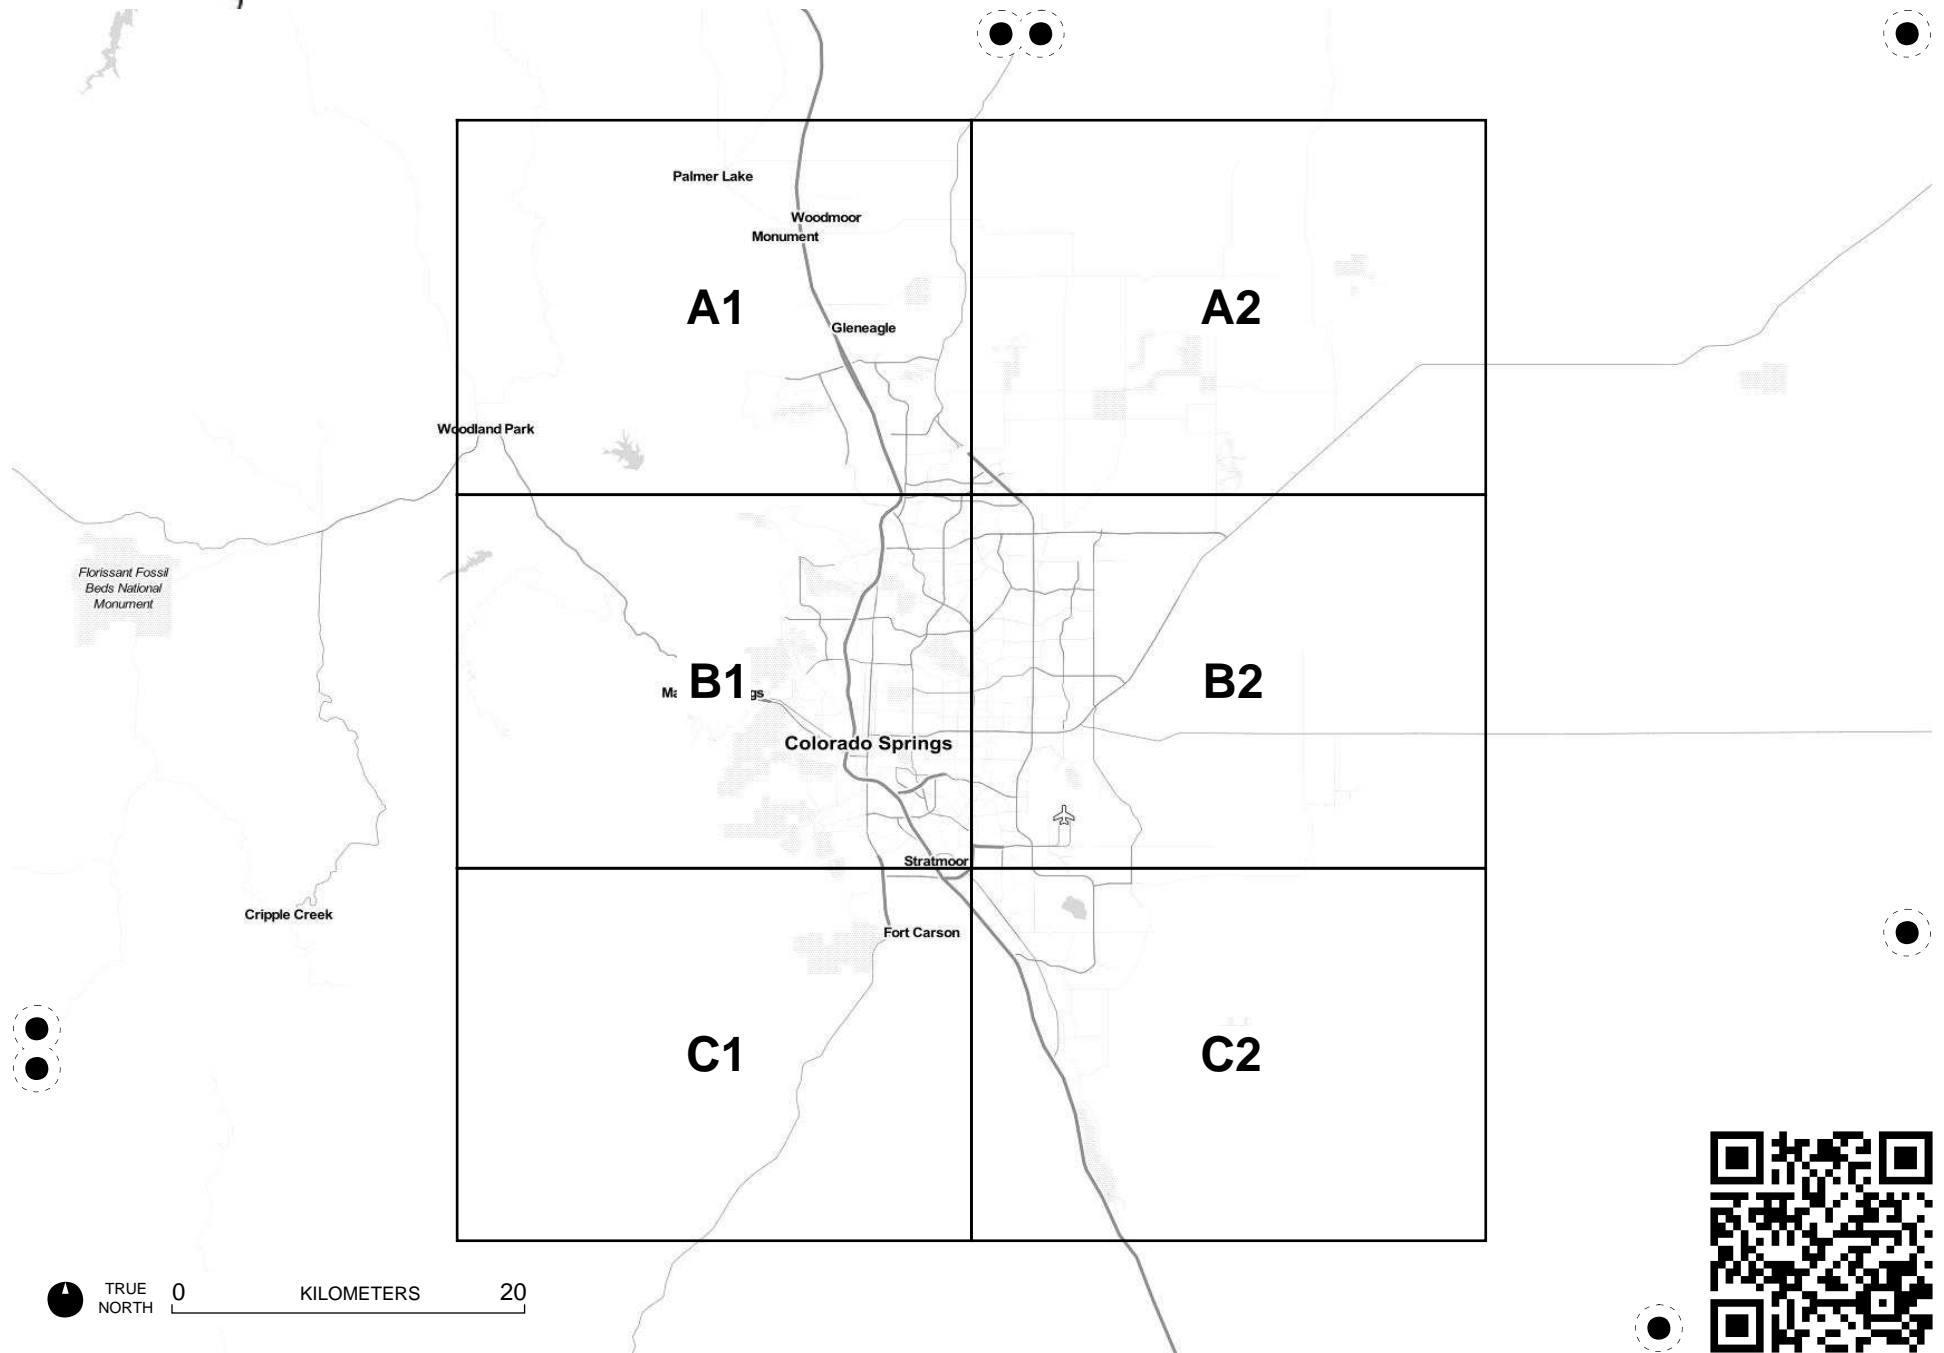 Palmer Lake
Woodmoor
Monument
A1
A2
Gleneagle
Woodland Park
Florissant Fossil
Beds National
Monument
B1
B2
Colorado Springs
Stratmoor
Cripple Creek
Fort Carson
C1
C2
TRUE
NORTH
0
KILOMETERS
20